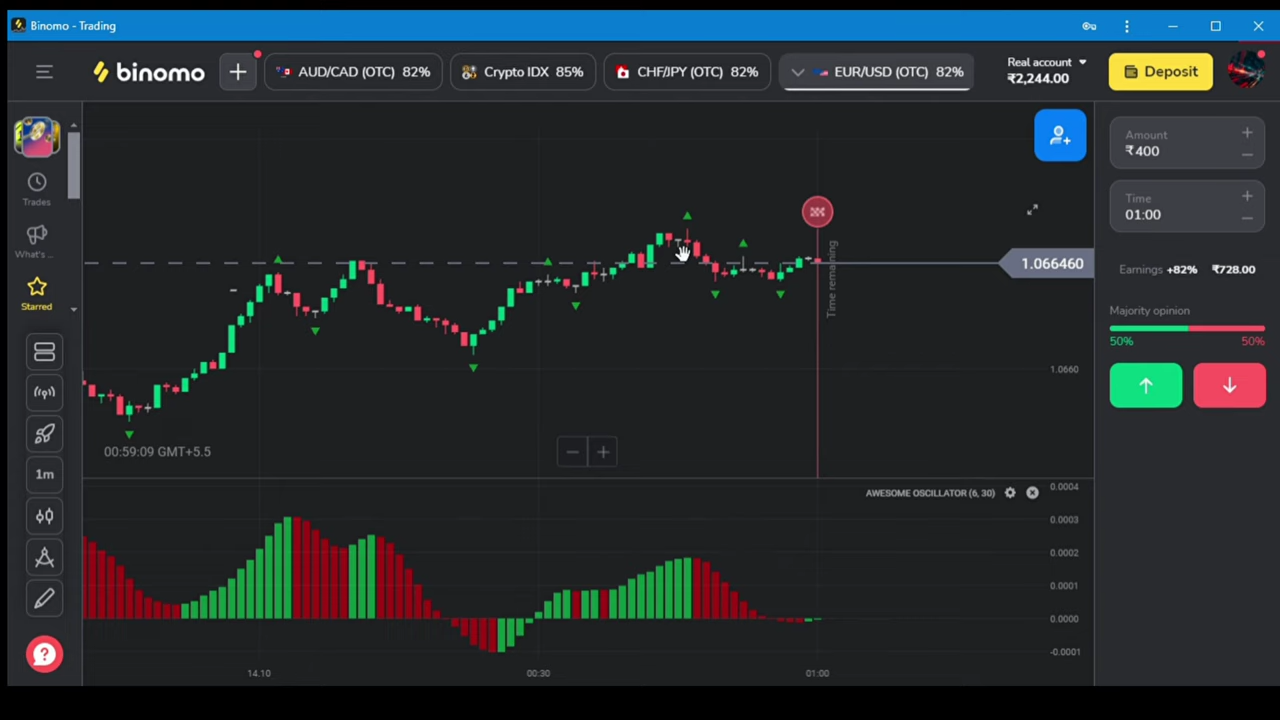 Binomo - Trading
binomo
AUD/CAD (OTC) 82%
Crypto IDX 85%
CHF/JPY (OTC) 82%
EUR/USD (OTC) 82%
Real account
₹2,244.00
Deposit
Trades
What's ...
Starred
1m
Amount
₹400
Time
01:00
Earnings +82% ₹728.00
Majority opinion
50% 50%
Time remaining
1.066460
1.0660
00:59:09 GMT+5.5
AWESOME OSCILLATOR (6, 30)
0.0004
0.0003
0.0002
0.0001
0.0000
-0.0001
14.10 00:30 01:00